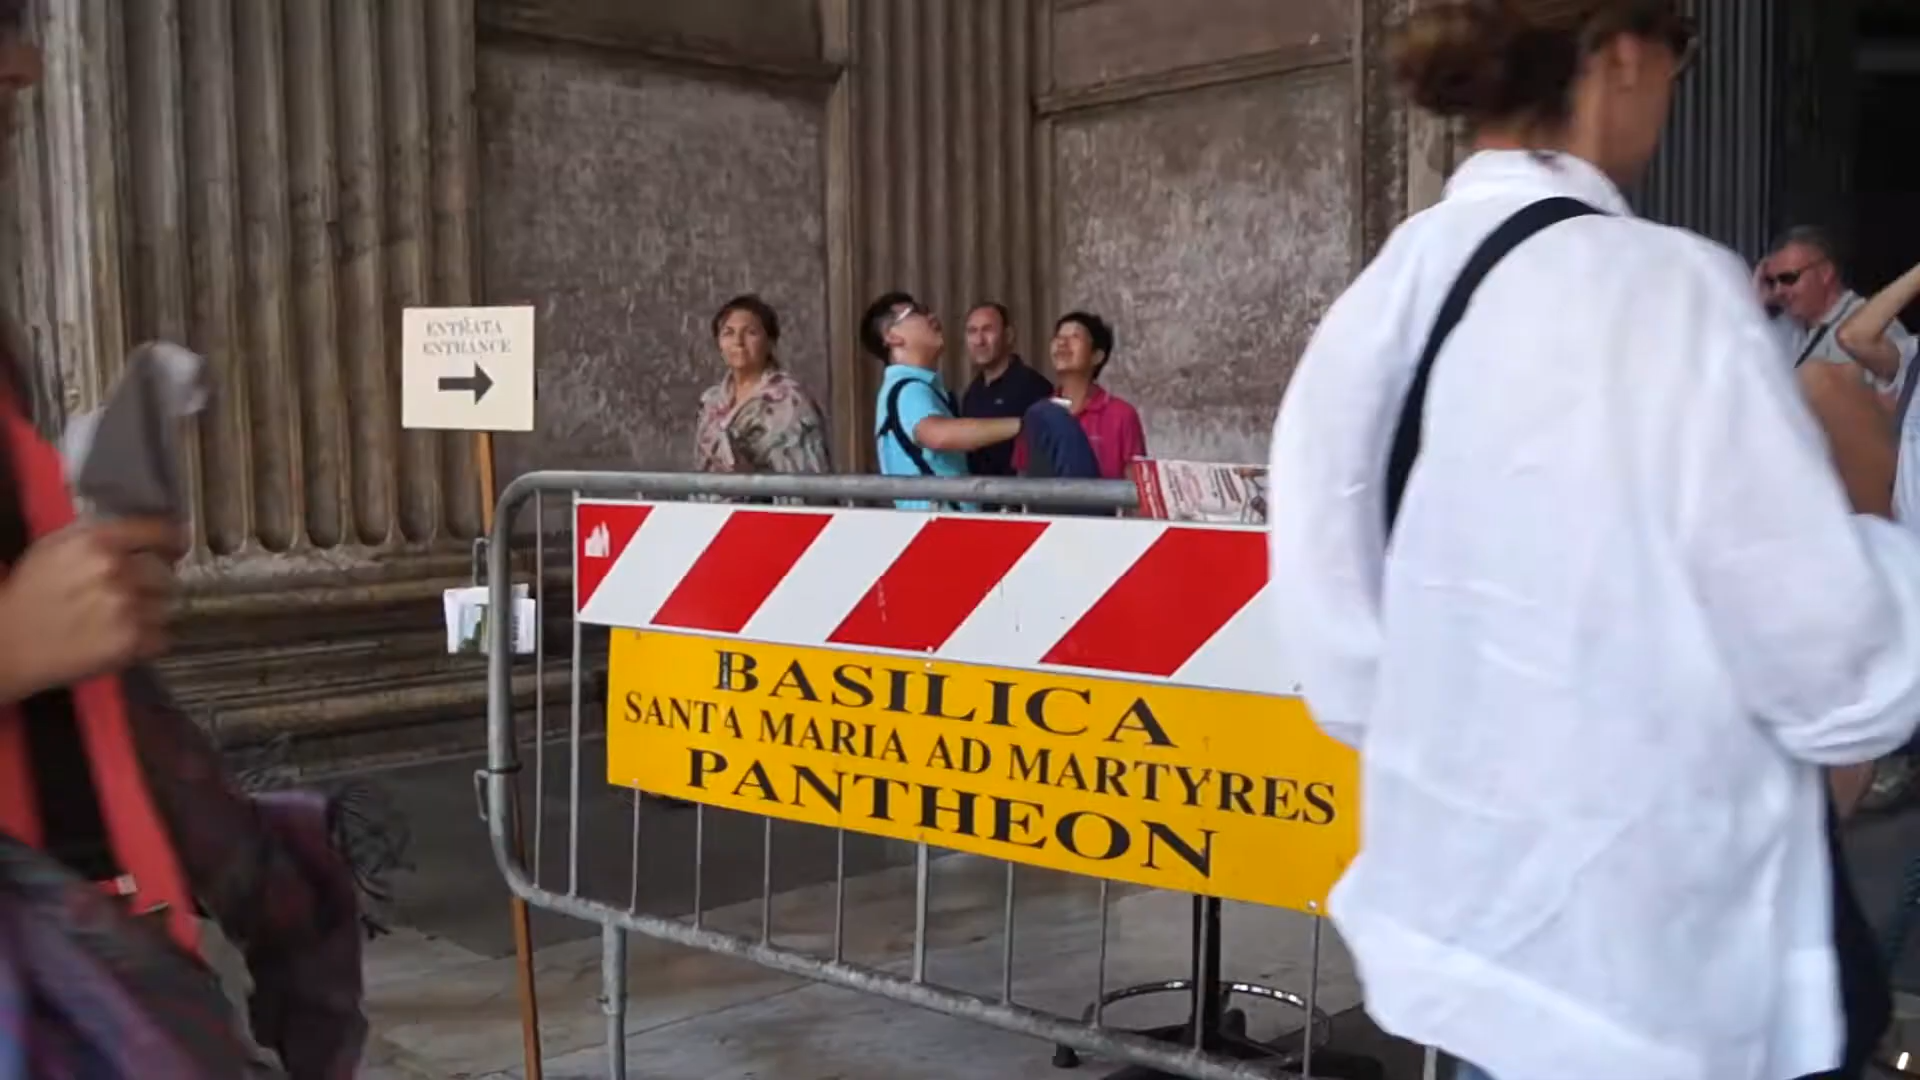 ENTRATA
ENTRANCE
BASILICA
SANTA MARIA AD MARTYRES
PANTHEON